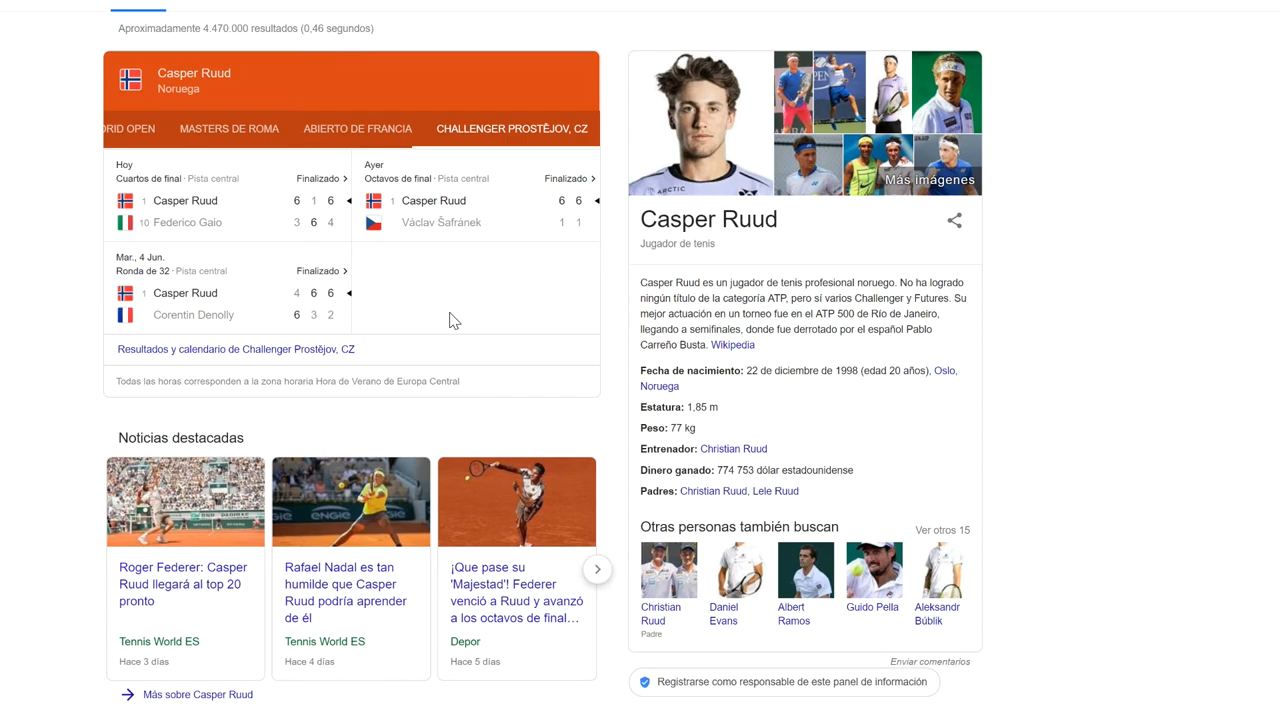 Aproximadamente 4.470.000 resultados (0,46 segundos)
Casper Ruud
Noruega
DRID OPEN MASTERS DE ROMA ABIERTO DE FRANCIA CHALLENGER PROSTĚJOV, CZ
Hoy
Cuartos de final · Pista central Finalizado
1 Casper Ruud 6 1 6
10 Federico Gaio 3 6 4
Ayer
Octavos de final · Pista central Finalizado
1 Casper Ruud 6 6
Václav Šafránek 1 1
Mar., 4 Jun.
Ronda de 32 · Pista central Finalizado
1 Casper Ruud 4 6 6
Corentin Denolly 6 3 2
Resultados y calendario de Challenger Prostějov, CZ
Todas las horas corresponden a la zona horaria Hora de Verano de Europa Central
Noticias destacadas
Roger Federer: Casper
Ruud llegará al top 20
pronto
Tennis World ES
Hace 3 días
Rafael Nadal es tan
humilde que Casper
Ruud podría aprender
de él
Tennis World ES
Hace 4 días
¡Que pase su
'Majestad'! Federer
venció a Ruud y avanzó
a los octavos de final…
Depor
Hace 5 días
Más sobre Casper Ruud
ARCTIC
Más imágenes
Casper Ruud
Jugador de tenis
Casper Ruud es un jugador de tenis profesional noruego. No ha logrado
ningún título de la categoría ATP, pero sí varios Challenger y Futures. Su
mejor actuación en un torneo fue en el ATP 500 de Río de Janeiro,
llegando a semifinales, donde fue derrotado por el español Pablo
Carreño Busta. Wikipedia
Fecha de nacimiento: 22 de diciembre de 1998 (edad 20 años), Oslo,
Noruega
Estatura: 1,85 m
Peso: 77 kg
Entrenador: Christian Ruud
Dinero ganado: 774 753 dólar estadounidense
Padres: Christian Ruud, Lele Ruud
Otras personas también buscan
Ver otros 15
Christian
Ruud
Padre
Daniel
Evans
Albert
Ramos
Guido Pella
Aleksandr
Búblik
Enviar comentarios
Registrarse como responsable de este panel de información